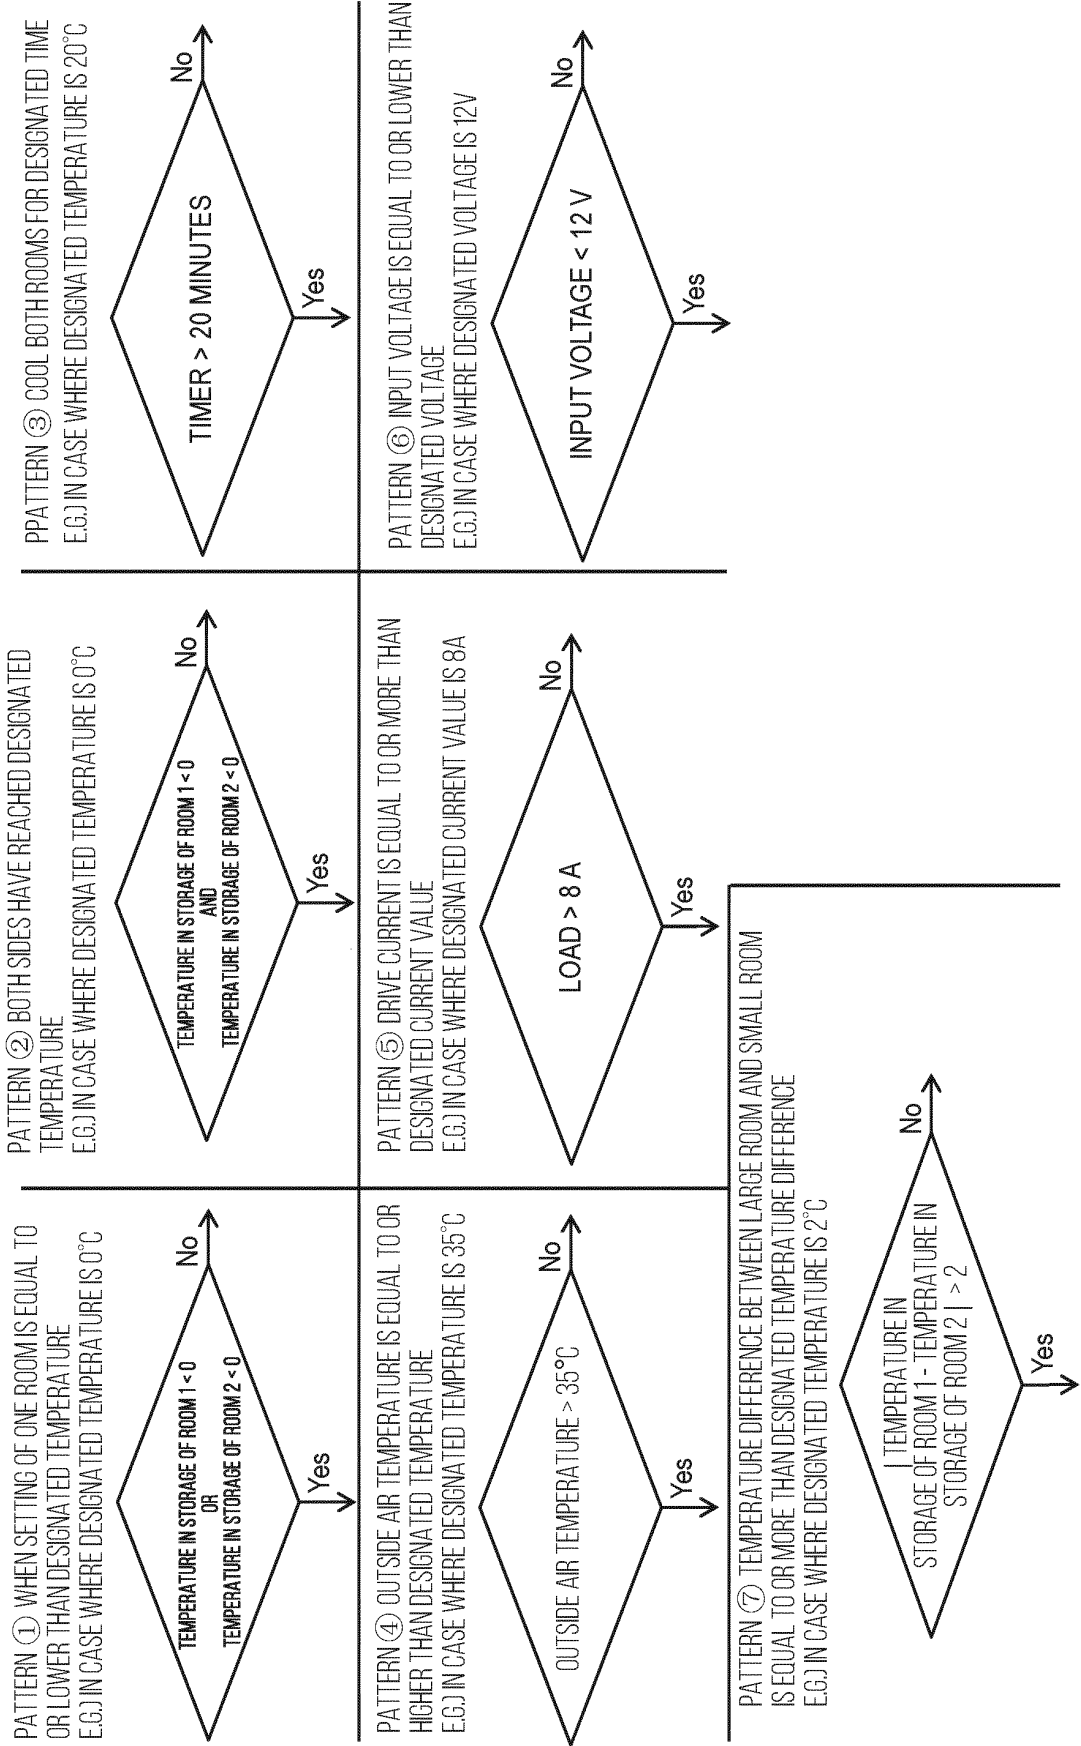 PATTERN ① WHEN SETTING OF ONE ROOM IS EQUAL TO
OR LOWER THAN DESIGNATED TEMPERATURE
E.G.) IN CASE WHERE DESIGNATED TEMPERATURE IS 0°C
TEMPERATURE IN STORAGE OF ROOM 1 < 0
OR
TEMPERATURE IN STORAGE OF ROOM 2 < 0
No
Yes
PATTERN ② BOTH SIDES HAVE REACHED DESIGNATED
TEMPERATURE
E.G.) IN CASE WHERE DESIGNATED TEMPERATURE IS 0°C
TEMPERATURE IN STORAGE OF ROOM 1 < 0
AND
TEMPERATURE IN STORAGE OF ROOM 2 < 0
No
Yes
PPATTERN ③ COOL BOTH ROOMS FOR DESIGNATED TIME
E.G.) IN CASE WHERE DESIGNATED TEMPERATURE IS 20°C
TIMER > 20 MINUTES
No
Yes
PATTERN ④ OUTSIDE AIR TEMPERATURE IS EQUAL TO OR
HIGHER THAN DESIGNATED TEMPERATURE
E.G.) IN CASE WHERE DESIGNATED TEMPERATURE IS 35°C
OUTSIDE AIR TEMPERATURE > 35°C
No
Yes
PATTERN ⑤ DRIVE CURRENT IS EQUAL TO OR MORE THAN
DESIGNATED CURRENT VALUE
E.G.) IN CASE WHERE DESIGNATED CURRENT VALUE IS 8A
LOAD > 8 A
No
Yes
PATTERN ⑥ INPUT VOLTAGE IS EQUAL TO OR LOWER THAN
DESIGNATED VOLTAGE
E.G.) IN CASE WHERE DESIGNATED VOLTAGE IS 12V
INPUT VOLTAGE < 12 V
No
Yes
PATTERN ⑦ TEMPERATURE DIFFERENCE BETWEEN LARGE ROOM AND SMALL ROOM
IS EQUAL TO OR MORE THAN DESIGNATED TEMPERATURE DIFFERENCE
E.G.) IN CASE WHERE DESIGNATED TEMPERATURE IS 2°C
| TEMPERATURE IN
STORAGE OF ROOM 1 - TEMPERATURE IN
STORAGE OF ROOM 2 | > 2
No
Yes